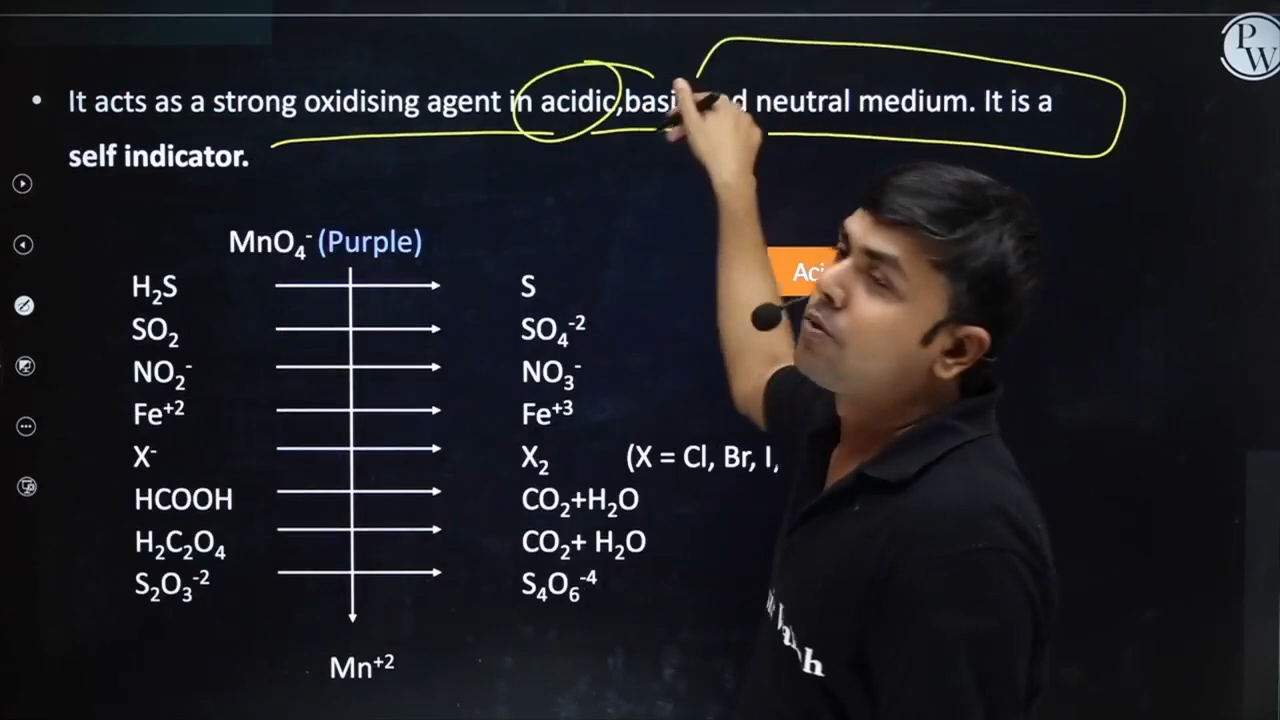 PW
• It acts as a strong oxidising agent in acidic,basi d neutral medium. It is a
self indicator.
MnO₄⁻ (Purple)
Aci
H₂S S
SO₂ SO₄⁻²
NO₂⁻ NO₃⁻
Fe⁺² Fe⁺³
X⁻ X₂ (X = Cl, Br, I,
HCOOH CO₂+H₂O
H₂C₂O₄ CO₂+ H₂O
S₂O₃⁻² S₄O₆⁻⁴
Mn⁺²